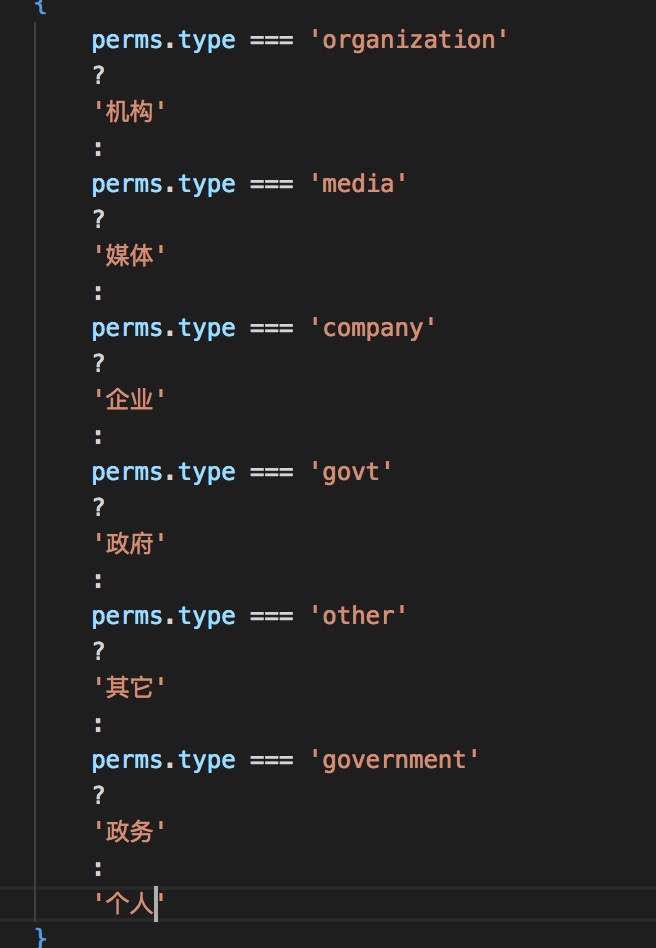 {
perms.type === 'organization'
?
'机构'
:
perms.type === 'media'
?
'媒体'
:
perms.type === 'company'
?
'企业'
:
perms.type === 'govt'
?
'政府'
:
perms.type === 'other'
?
'其它'
:
perms.type === 'government'
?
'政务'
:
'个人'
}